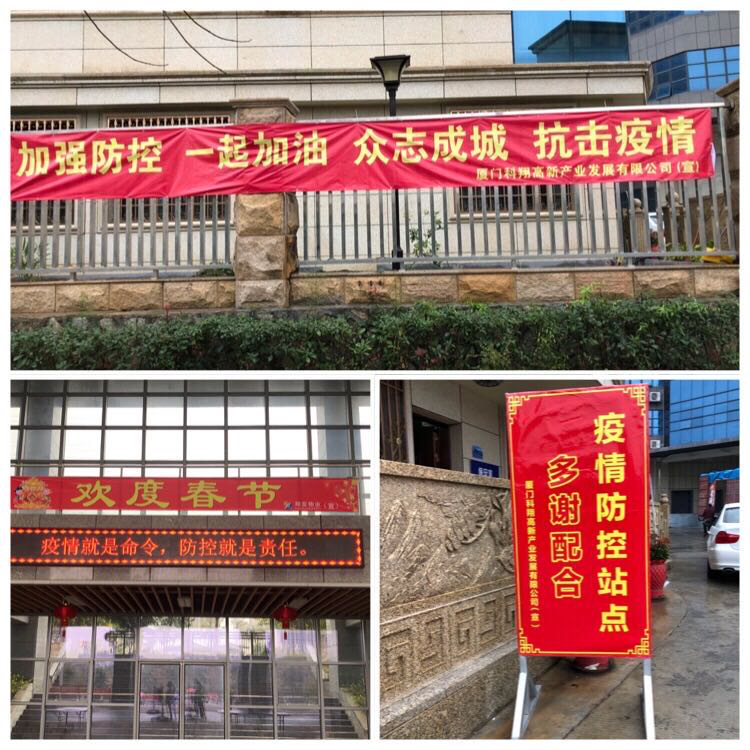 加强防控 一起加油 众志成城 抗击疫情
厦门科翔高新产业发展有限公司(宣)
欢度春节
(宣)
疫情就是命令，防控就是责任。
疫情防控站点
多谢配合
厦门科翔高新产业发展有限公司(宣)